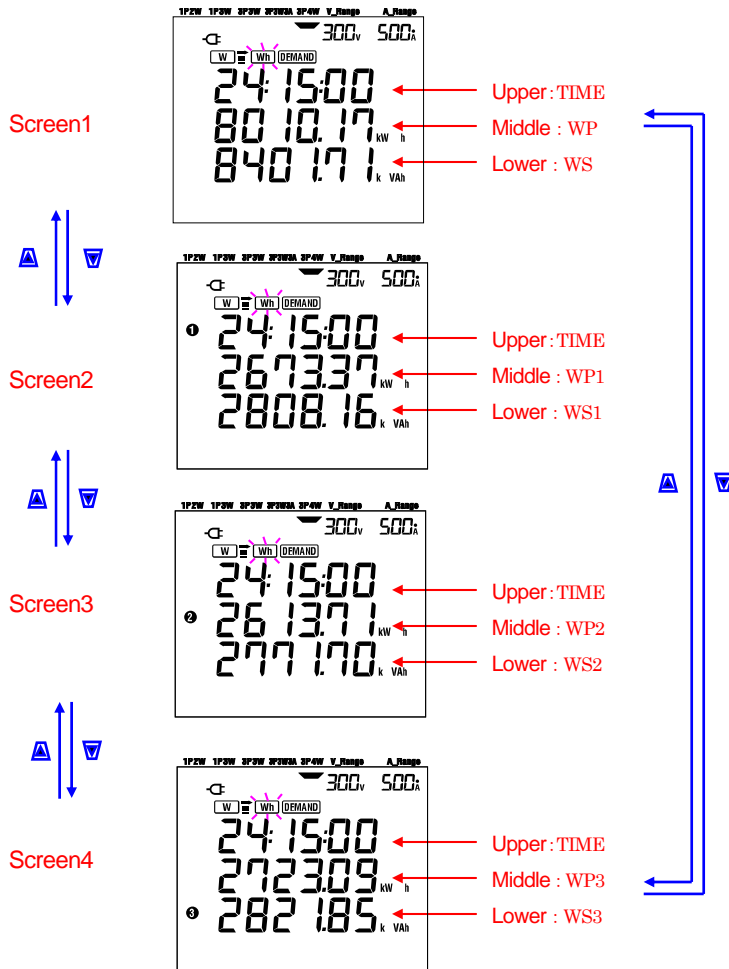 1P2W 1P3W 3P3W 3P3W3A 3P4W V_Range A_Range
300V 500A
W Wh DEMAND
24:15:00 Upper : TIME
Screen1
8010.17 kW h Middle : WP
8401.71 k VAh Lower : WS
1P2W 1P3W 3P3W 3P3W3A 3P4W V_Range A_Range
300V 500A
W Wh DEMAND
1 24:15:00 Upper : TIME
Screen2
2673.37 kW h Middle : WP1
2808.16 k VAh Lower : WS1
1P2W 1P3W 3P3W 3P3W3A 3P4W V_Range A_Range
300V 500A
W Wh DEMAND
24:15:00 Upper : TIME
Screen3
2 2613.71 kW h Middle : WP2
2771.70 k VAh Lower : WS2
1P2W 1P3W 3P3W 3P3W3A 3P4W V_Range A_Range
300V 500A
W Wh DEMAND
24:15:00 Upper : TIME
Screen4
2723.09 kW h Middle : WP3
3 2821.85 k VAh Lower : WS3